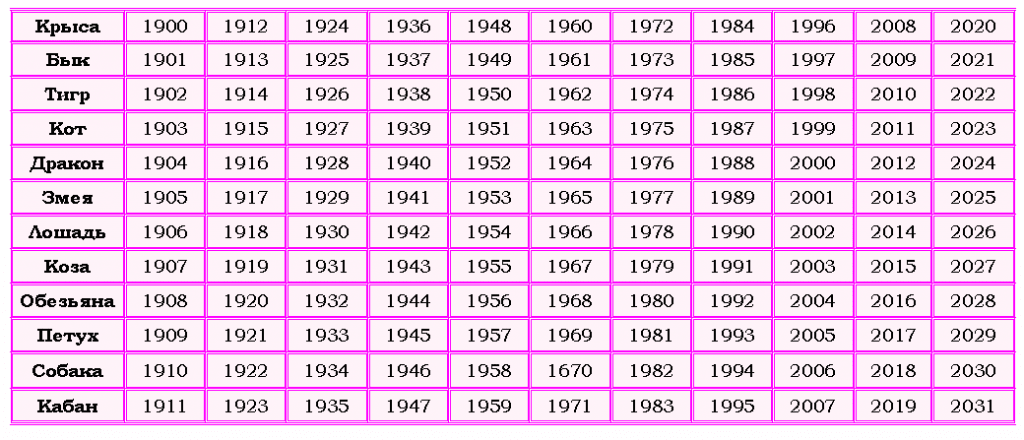 Крыса 1900 1912 1924 1936 1948 1960 1972 1984 1996 2008 2020
Бык 1901 1913 1925 1937 1949 1961 1973 1985 1997 2009 2021
Тигр 1902 1914 1926 1938 1950 1962 1974 1986 1998 2010 2022
Кот 1903 1915 1927 1939 1951 1963 1975 1987 1999 2011 2023
Дракон 1904 1916 1928 1940 1952 1964 1976 1988 2000 2012 2024
Змея 1905 1917 1929 1941 1953 1965 1977 1989 2001 2013 2025
Лошадь 1906 1918 1930 1942 1954 1966 1978 1990 2002 2014 2026
Коза 1907 1919 1931 1943 1955 1967 1979 1991 2003 2015 2027
Обезьяна 1908 1920 1932 1944 1956 1968 1980 1992 2004 2016 2028
Петух 1909 1921 1933 1945 1957 1969 1981 1993 2005 2017 2029
Собака 1910 1922 1934 1946 1958 1670 1982 1994 2006 2018 2030
Кабан 1911 1923 1935 1947 1959 1971 1983 1995 2007 2019 2031